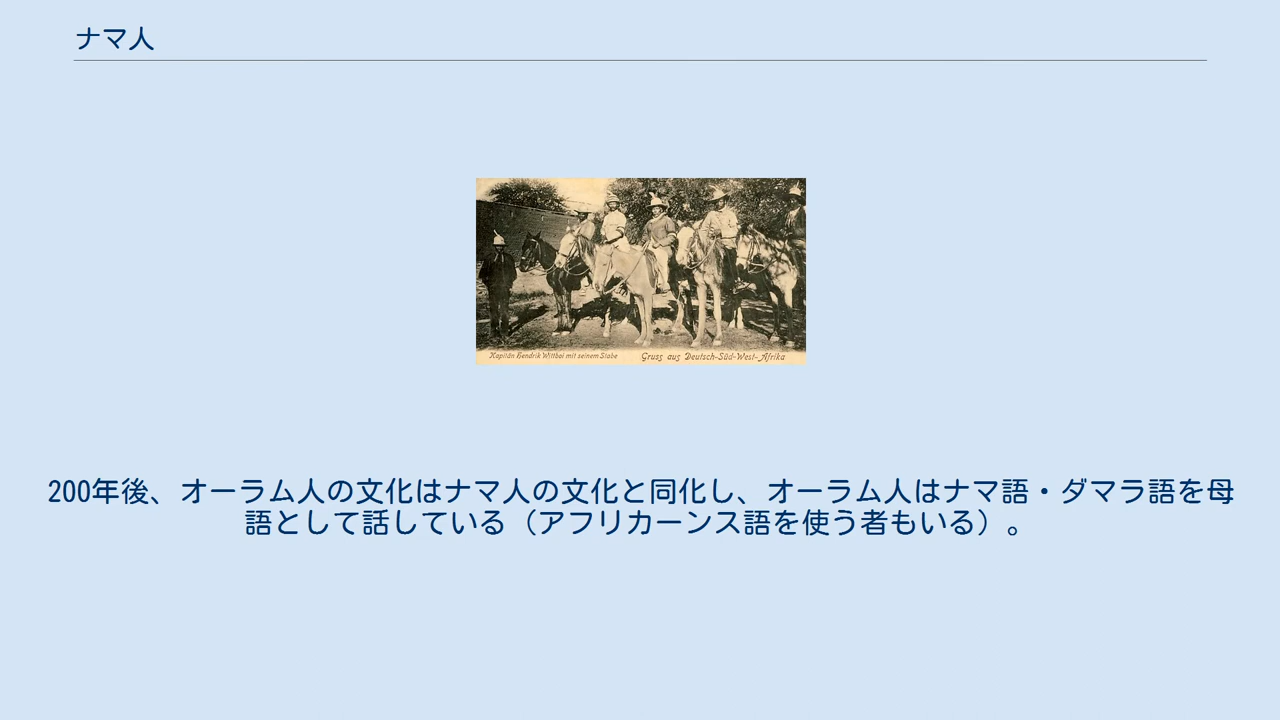 ナマ人
Kapitän Hendrik Witboi mit seinem Stabe
Gruss aus Deutsch-Süd-West-Afrika
200年後、オーラム人の文化はナマ人の文化と同化し、オーラム人はナマ語・ダマラ語を母
語として話している（アフリカーンス語を使う者もいる）。